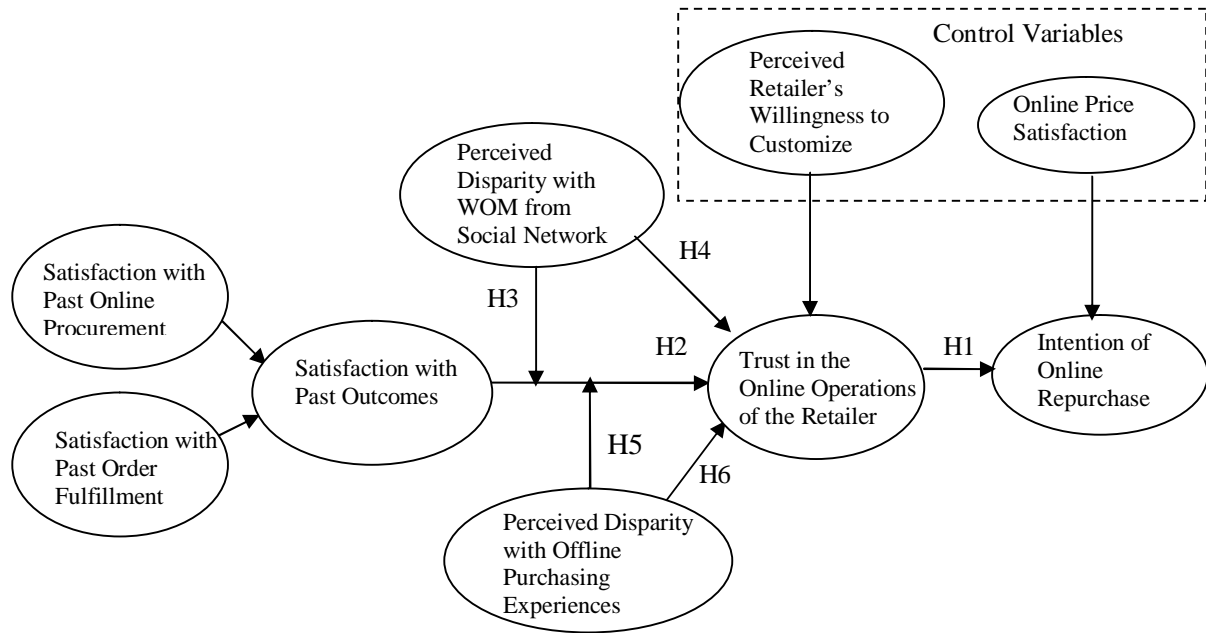 Control Variables
Perceived
Retailer's
Willingness to
Customize
Online Price
Satisfaction
Perceived
Disparity with
WOM from
Social Network
H4
H3
Satisfaction with
Past Online
Procurement
Satisfaction with
Past Outcomes
H2
Trust in the
Online Operations
of the Retailer
H1
Intention of
Online
Repurchase
Satisfaction with
Past Order
Fulfillment
H5
H6
Perceived Disparity
with Offline
Purchasing
Experiences